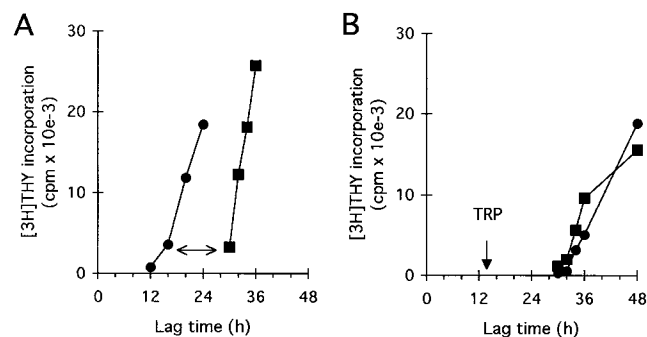 A
B
[3H]THY incorporation
(cpm x 10e-3)
30
20
10
0
0 12 24 36 48
Lag time (h)
[3H]THY incorporation
(cpm x 10e-3)
30
20
10
0
TRP
0 12 24 36 48
Lag time (h)